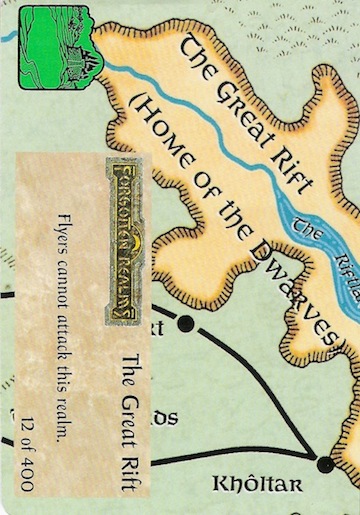 The Great Rift
(Home of the Dwarves)
The Riftla
rt
ds
Khôltar
FORGOTTEN REALMS
The Great Rift
Flyers cannot attack this realm.
12 of 400